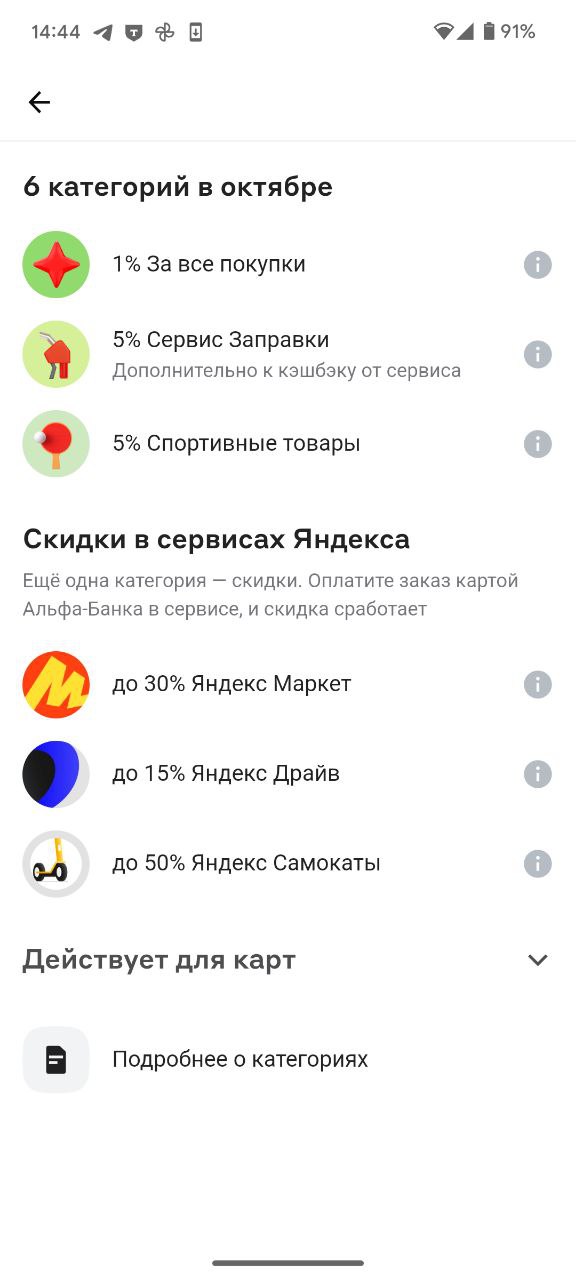 14:44
91%
6 категорий в октябре
1% За все покупки
5% Сервис Заправки
Дополнительно к кэшбэку от сервиса
5% Спортивные товары
Скидки в сервисах Яндекса
Ещё одна категория — скидки. Оплатите заказ картой
Альфа-Банка в сервисе, и скидка сработает
до 30% Яндекс Маркет
до 15% Яндекс Драйв
до 50% Яндекс Самокаты
Действует для карт
Подробнее о категориях